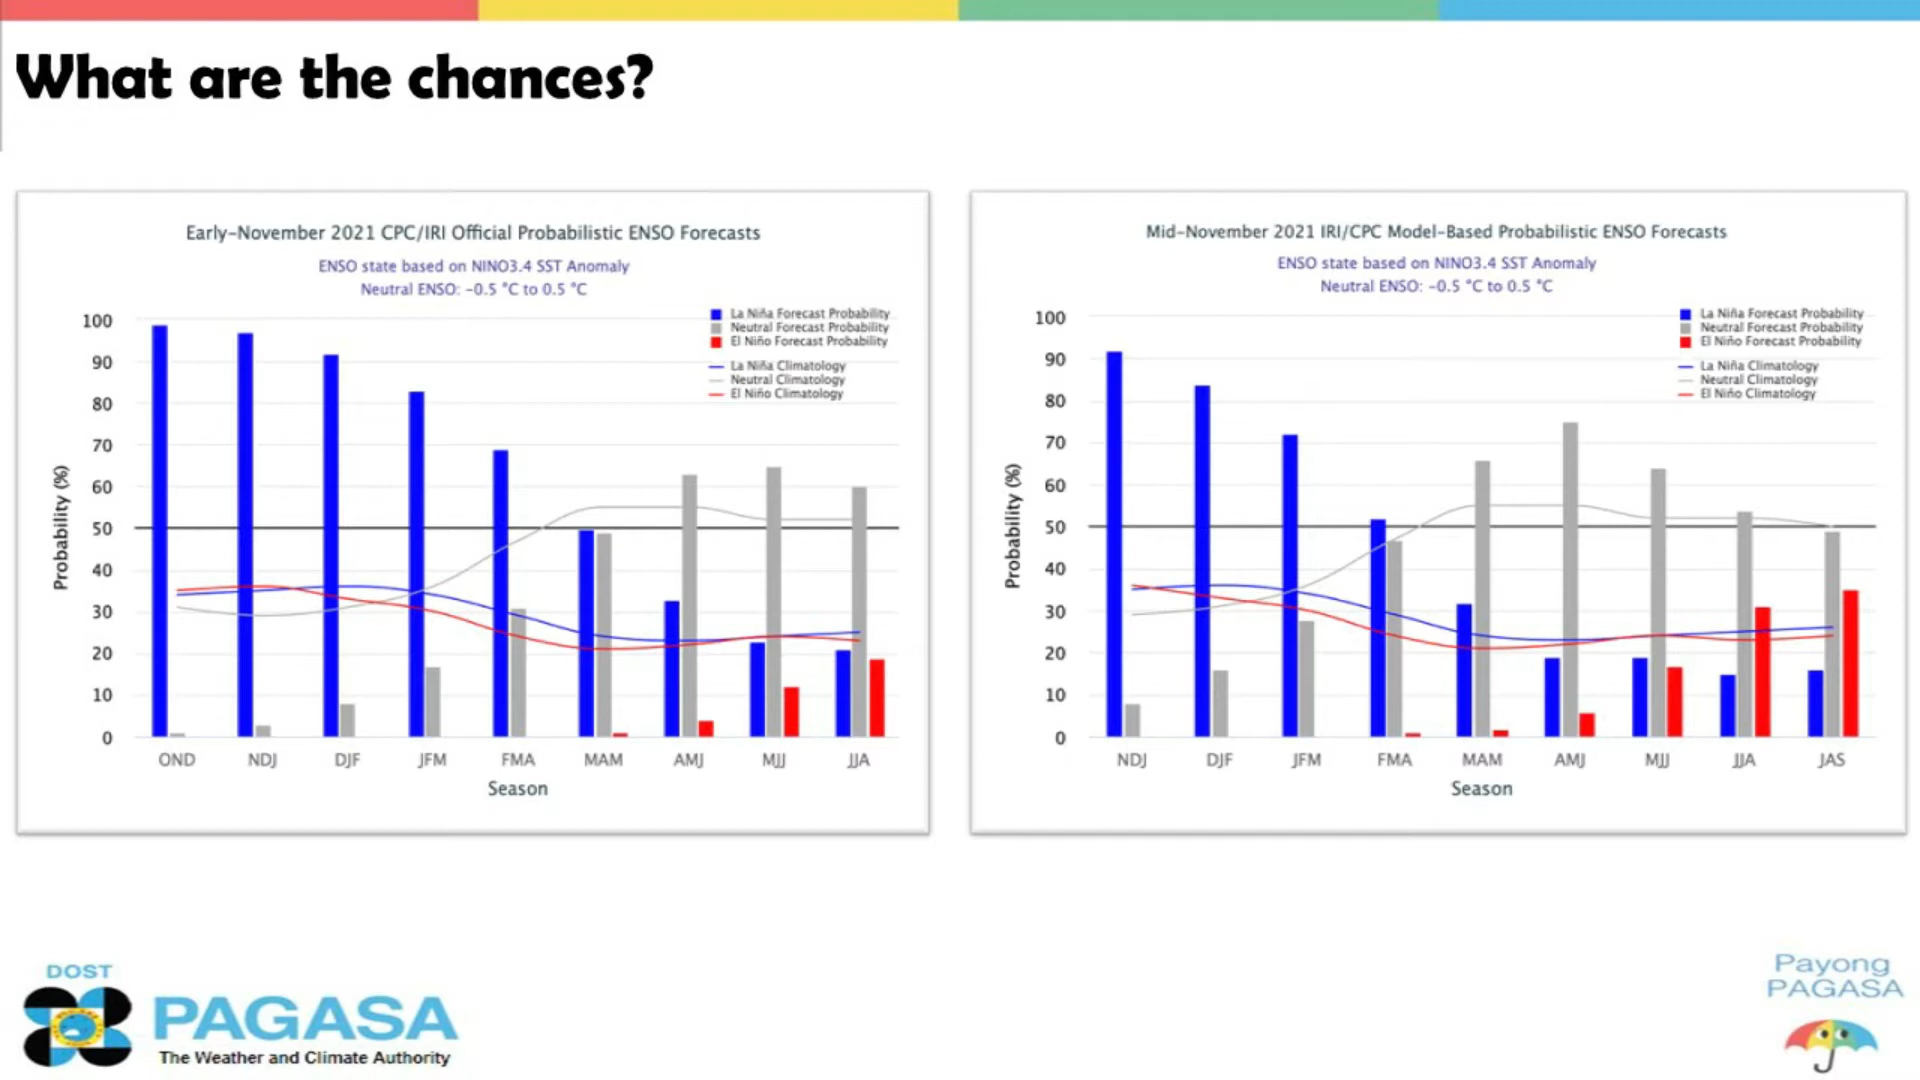 What are the chances?
Early-November 2021 CPC/IRI Official Probabilistic ENSO Forecasts
ENSO state based on NINO3.4 SST Anomaly
Neutral ENSO: -0.5 °C to 0.5 °C
La Niña Forecast Probability
Neutral Forecast Probability
El Niño Forecast Probability
La Niña Climatology
Neutral Climatology
El Niño Climatology
Probability (%)
100
90
80
70
60
50
40
30
20
10
0
OND NDJ DJF JFM FMA MAM AMJ MJJ JJA
Season
Mid-November 2021 IRI/CPC Model-Based Probabilistic ENSO Forecasts
ENSO state based on NINO3.4 SST Anomaly
Neutral ENSO: -0.5 °C to 0.5 °C
La Niña Forecast Probability
Neutral Forecast Probability
El Niño Forecast Probability
La Niña Climatology
Neutral Climatology
El Niño Climatology
Probability (%)
100
90
80
70
60
50
40
30
20
10
0
NDJ DJF JFM FMA MAM AMJ MJJ JJA JAS
Season
DOST
PAGASA
The Weather and Climate Authority
Payong
PAGASA